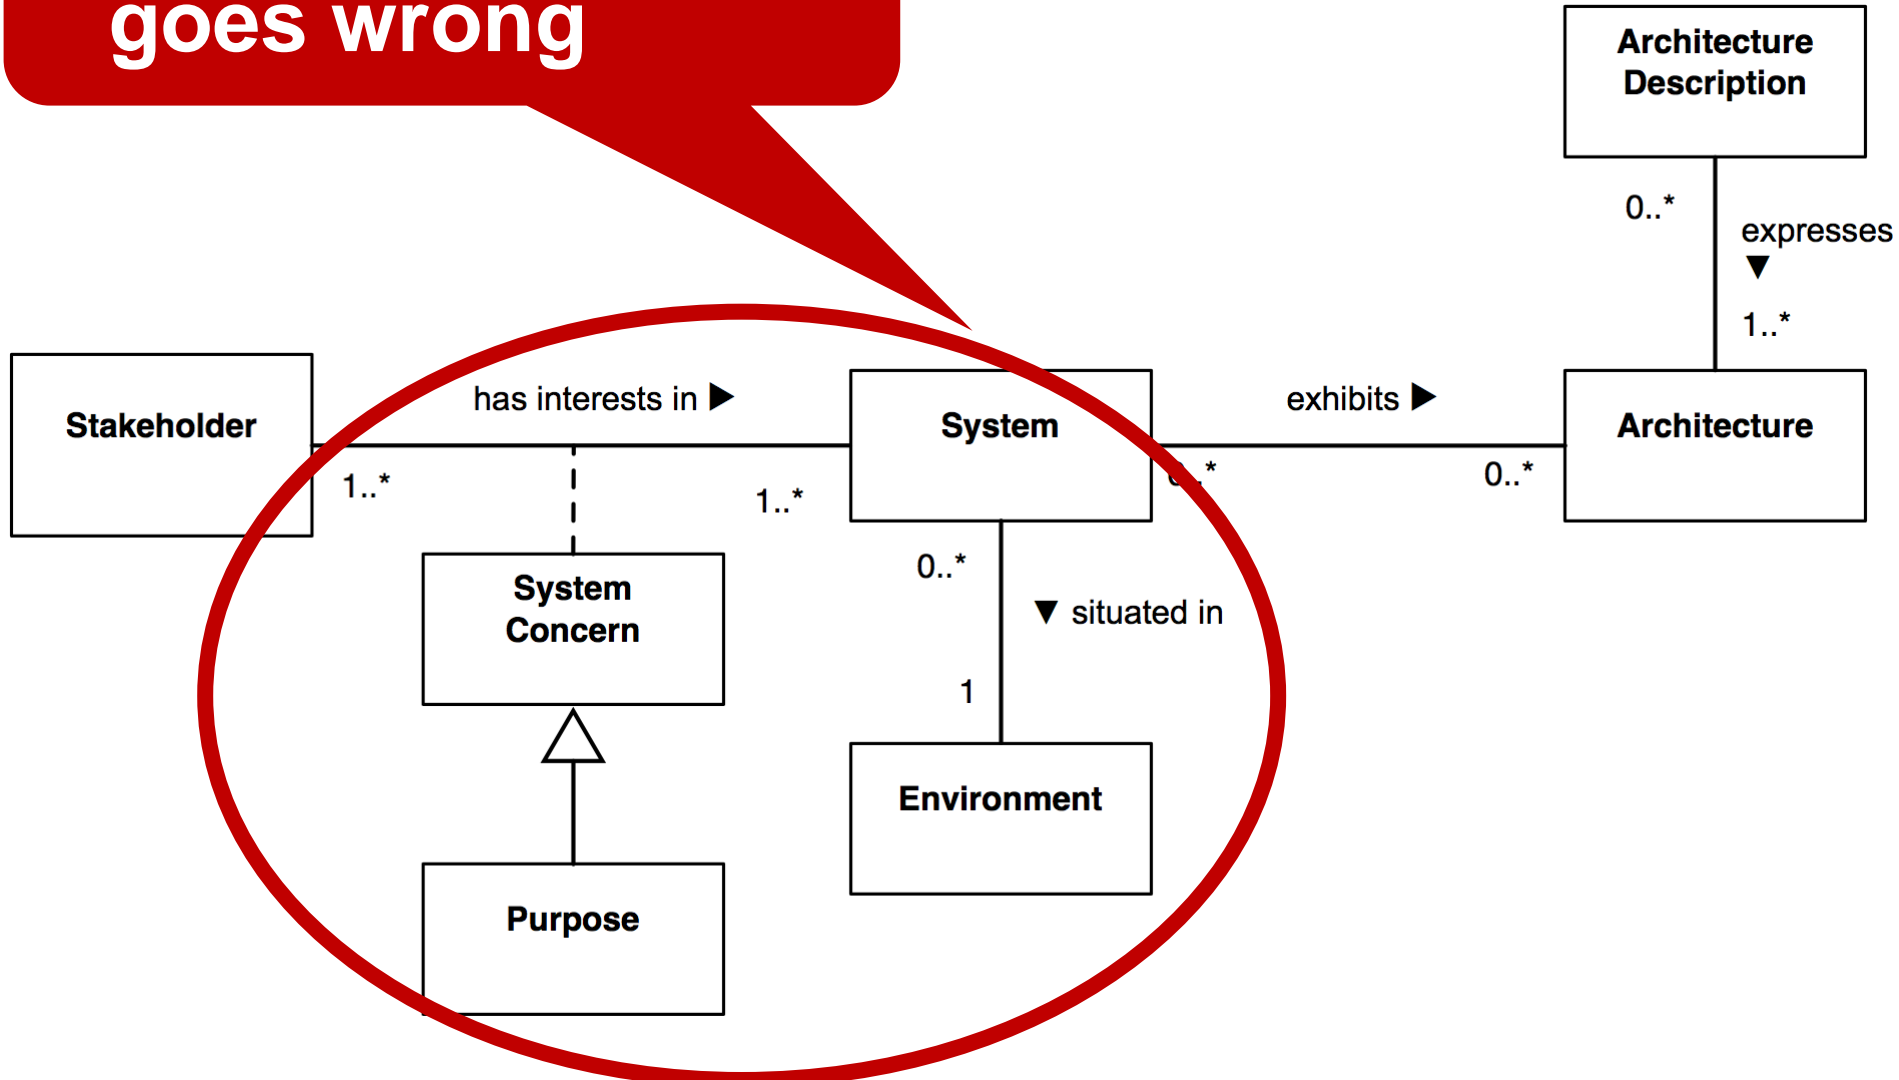 goes wrong
Architecture
Description
0..*
expresses
▼
1..*
Stakeholder
has interests in ▶
System
exhibits ▶
Architecture
1..*
1..*
0..*
0..*
System
Concern
0..*
▼ situated in
1
Environment
Purpose